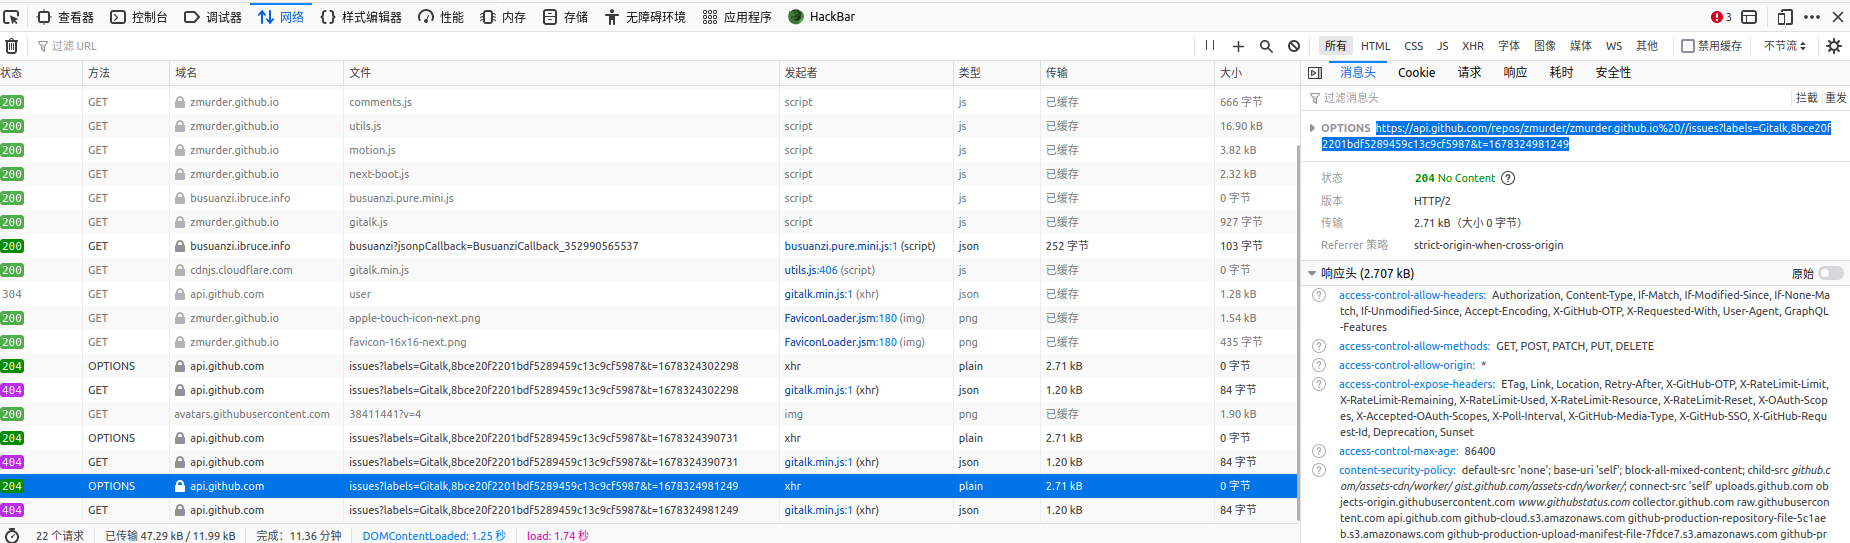 查看器 控制台 调试器 网络 样式编辑器 性能 内存 存储 无障碍环境 应用程序 HackBar 3
过滤 URL 所有 HTML CSS JS XHR 字体 图像 媒体 WS 其他 禁用缓存 不节流
状态 方法 域名 文件 发起者 类型 传输 大小
200 GET zmurder.github.io comments.js script js 已缓存 666 字节
200 GET zmurder.github.io utils.js script js 已缓存 16.90 kB
200 GET zmurder.github.io motion.js script js 已缓存 3.82 kB
200 GET zmurder.github.io next-boot.js script js 已缓存 2.32 kB
200 GET busuanzi.ibruce.info busuanzi.pure.mini.js script js 已缓存 0 字节
200 GET zmurder.github.io gitalk.js script js 已缓存 927 字节
200 GET busuanzi.ibruce.info busuanzi?jsonpCallback=BusuanziCallback_352990565537 busuanzi.pure.mini.js:1 (script) json 252 字节 103 字节
200 GET cdnjs.cloudflare.com gitalk.min.js utils.js:406 (script) js 已缓存 0 字节
304 GET api.github.com user gitalk.min.js:1 (xhr) json 已缓存 1.28 kB
200 GET zmurder.github.io apple-touch-icon-next.png FaviconLoader.jsm:180 (img) png 已缓存 1.54 kB
200 GET zmurder.github.io favicon-16x16-next.png FaviconLoader.jsm:180 (img) png 已缓存 435 字节
204 OPTIONS api.github.com issues?labels=Gitalk,8bce20f2201bdf5289459c13c9cf5987&t=1678324302298 xhr plain 2.71 kB 0 字节
404 GET api.github.com issues?labels=Gitalk,8bce20f2201bdf5289459c13c9cf5987&t=1678324302298 gitalk.min.js:1 (xhr) json 1.20 kB 84 字节
200 GET avatars.githubusercontent.com 38411441?v=4 img png 已缓存 1.90 kB
204 OPTIONS api.github.com issues?labels=Gitalk,8bce20f2201bdf5289459c13c9cf5987&t=1678324390731 xhr plain 2.71 kB 0 字节
404 GET api.github.com issues?labels=Gitalk,8bce20f2201bdf5289459c13c9cf5987&t=1678324390731 gitalk.min.js:1 (xhr) json 1.20 kB 84 字节
204 OPTIONS api.github.com issues?labels=Gitalk,8bce20f2201bdf5289459c13c9cf5987&t=1678324981249 xhr plain 2.71 kB 0 字节
404 GET api.github.com issues?labels=Gitalk,8bce20f2201bdf5289459c13c9cf5987&t=1678324981249 gitalk.min.js:1 (xhr) json 1.20 kB 84 字节
22 个请求 已传输 47.29 kB / 11.99 kB 完成：11.36 分钟 DOMContentLoaded: 1.25 秒 load: 1.74 秒
消息头 Cookie 请求 响应 耗时 安全性
过滤消息头 拦截 重发
OPTIONS https://api.github.com/repos/zmurder/zmurder.github.io%20//issues?labels=Gitalk,8bce20f
2201bdf5289459c13c9cf5987&t=1678324981249
状态 204 No Content
版本 HTTP/2
传输 2.71 kB（大小 0 字节）
Referrer 策略 strict-origin-when-cross-origin
响应头 (2.707 kB) 原始
access-control-allow-headers: Authorization, Content-Type, If-Match, If-Modified-Since, If-None-Ma
tch, If-Unmodified-Since, Accept-Encoding, X-GitHub-OTP, X-Requested-With, User-Agent, GraphQL
-Features
access-control-allow-methods: GET, POST, PATCH, PUT, DELETE
access-control-allow-origin: *
access-control-expose-headers: ETag, Link, Location, Retry-After, X-GitHub-OTP, X-RateLimit-Limit,
X-RateLimit-Remaining, X-RateLimit-Used, X-RateLimit-Resource, X-RateLimit-Reset, X-OAuth-Scop
es, X-Accepted-OAuth-Scopes, X-Poll-Interval, X-GitHub-Media-Type, X-GitHub-SSO, X-GitHub-Requ
est-Id, Deprecation, Sunset
access-control-max-age: 86400
content-security-policy: default-src 'none'; base-uri 'self'; block-all-mixed-content; child-src github.c
om/assets-cdn/worker/ gist.github.com/assets-cdn/worker/; connect-src 'self' uploads.github.com obj
ects-origin.githubusercontent.com www.githubstatus.com collector.github.com raw.githubusercon
tent.com api.github.com github-cloud.s3.amazonaws.com github-production-repository-file-5c1ae
b.s3.amazonaws.com github-production-upload-manifest-file-7fdce7.s3.amazonaws.com github-pr